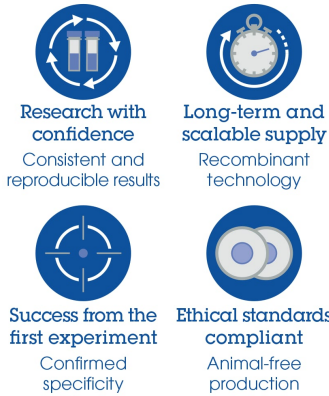 Research with
confidence
Consistent and
reproducible results
Long-term and
scalable supply
Recombinant
technology
Success from the
first experiment
Confirmed
specificity
Ethical standards
compliant
Animal-free
production